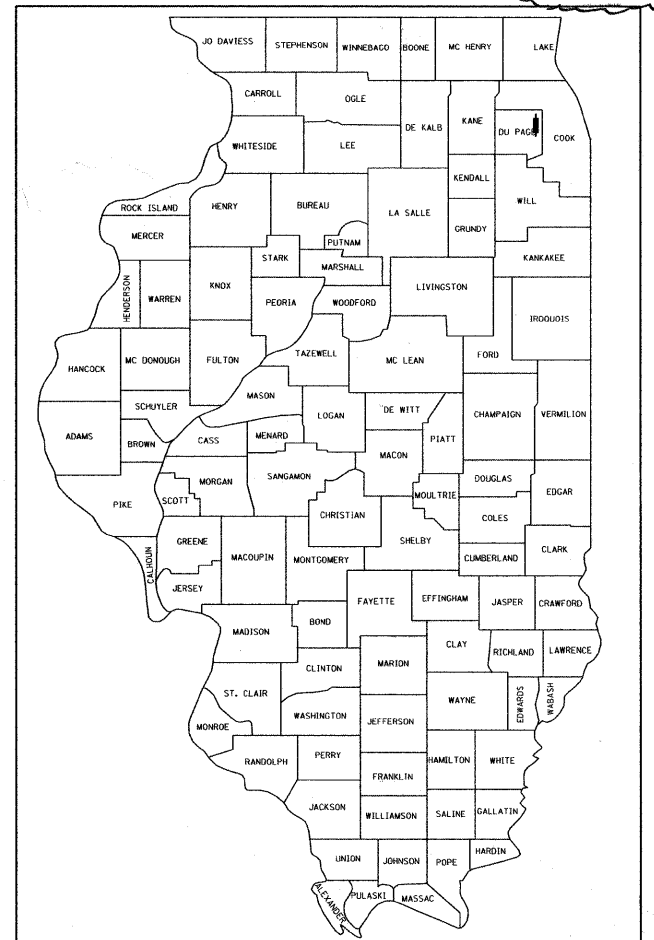 JO DAVIESS
STEPHENSON
WINNEBAGO
BOONE
MC HENRY
LAKE
CARROLL
OGLE
DE KALB
KANE
DU PAGE
COOK
WHITESIDE
LEE
KENDALL
ROCK ISLAND
HENRY
BUREAU
LA SALLE
WILL
GRUNDY
MERCER
PUTNAM
STARK
MARSHALL
KANKAKEE
HENDERSON
WARREN
KNOX
PEORIA
WOODFORD
LIVINGSTON
IROQUOIS
HANCOCK
MC DONOUGH
FULTON
TAZEWELL
MC LEAN
FORD
MASON
SCHUYLER
LOGAN
DE WITT
CHAMPAIGN
VERMILION
ADAMS
BROWN
CASS
MENARD
PIATT
MACON
SANGAMON
MORGAN
DOUGLAS
EDGAR
PIKE
SCOTT
MOULTRIE
CHRISTIAN
COLES
GREENE
MACOUPIN
MONTGOMERY
SHELBY
CUMBERLAND
CLARK
CALHOUN
JERSEY
FAYETTE
EFFINGHAM
JASPER
CRAWFORD
MADISON
BOND
CLAY
RICHLAND
LAWRENCE
CLINTON
MARION
ST. CLAIR
WAYNE
EDWARDS
WABASH
MONROE
WASHINGTON
JEFFERSON
RANDOLPH
PERRY
HAMILTON
WHITE
FRANKLIN
JACKSON
WILLIAMSON
SALINE
GALLATIN
UNION
JOHNSON
POPE
HARDIN
ALEXANDER
PULASKI
MASSAC